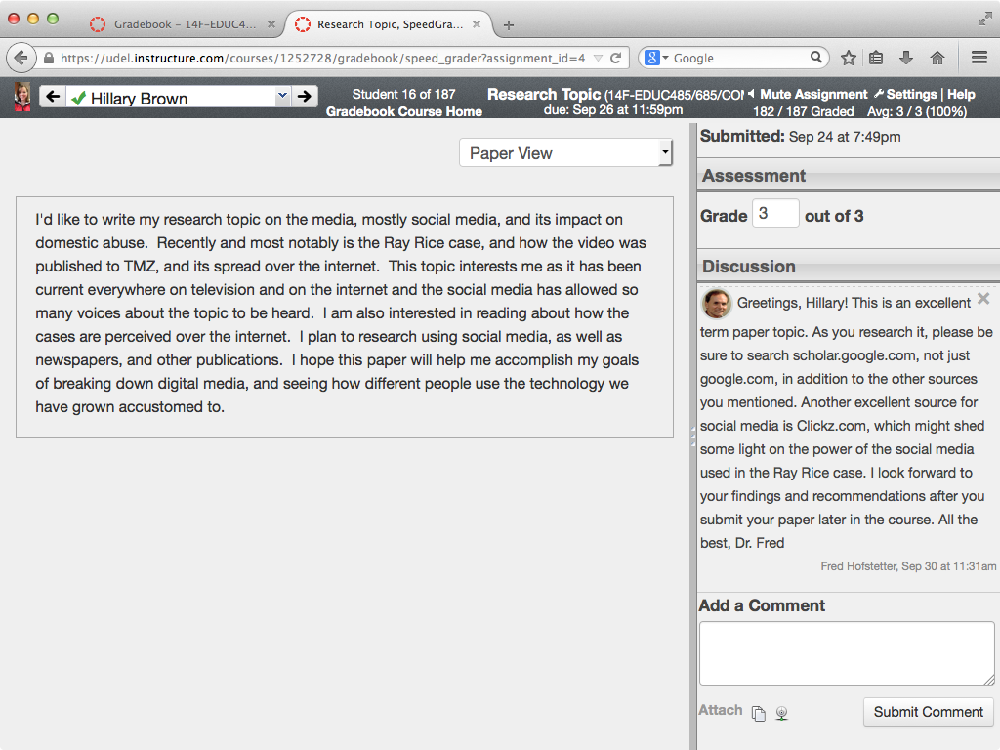 Gradebook - 14F-EDUC4...
Research Topic, SpeedGra...
https://udel.instructure.com/courses/1252728/gradebook/speed_grader?assignment_id=4
Google
Hillary Brown
Student 16 of 187
Gradebook Course Home
Research Topic (14F-EDUC485/685/COM
due: Sep 26 at 11:59pm
Mute Assignment Settings | Help
182 / 187 Graded Avg: 3 / 3 (100%)
Paper View
I'd like to write my research topic on the media, mostly social media, and its impact on
domestic abuse. Recently and most notably is the Ray Rice case, and how the video was
published to TMZ, and its spread over the internet. This topic interests me as it has been
current everywhere on television and on the internet and the social media has allowed so
many voices about the topic to be heard. I am also interested in reading about how the
cases are perceived over the internet. I plan to research using social media, as well as
newspapers, and other publications. I hope this paper will help me accomplish my goals
of breaking down digital media, and seeing how different people use the technology we
have grown accustomed to.
Submitted: Sep 24 at 7:49pm
Assessment
Grade 3 out of 3
Discussion
Greetings, Hillary! This is an excellent
term paper topic. As you research it, please be
sure to search scholar.google.com, not just
google.com, in addition to the other sources
you mentioned. Another excellent source for
social media is Clickz.com, which might shed
some light on the power of the social media
used in the Ray Rice case. I look forward to
your findings and recommendations after you
submit your paper later in the course. All the
best, Dr. Fred
Fred Hofstetter, Sep 30 at 11:31am
Add a Comment
Attach
Submit Comment